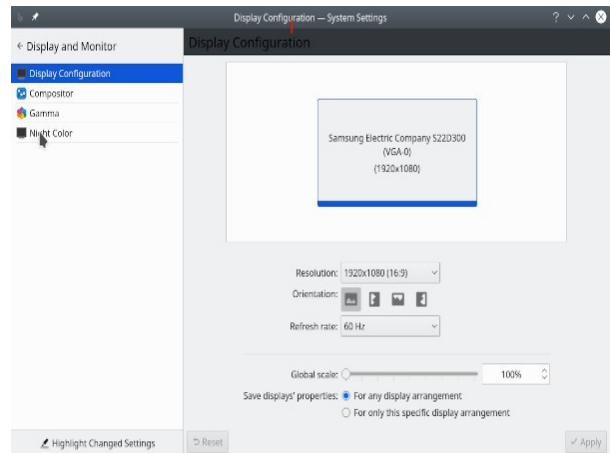 Display Configuration — System Settings
Display and Monitor
Display Configuration
Display Configuration
Compositor
Gamma
Night Color
Samsung Electric Company S22D300
(VGA-0)
(1920x1080)
Resolution: 1920x1080 (16:9)
Orientation:
Refresh rate: 60 Hz
Global scale: 100%
Save displays' properties: For any display arrangement
For only this specific display arrangement
Highlight Changed Settings
Reset
Apply